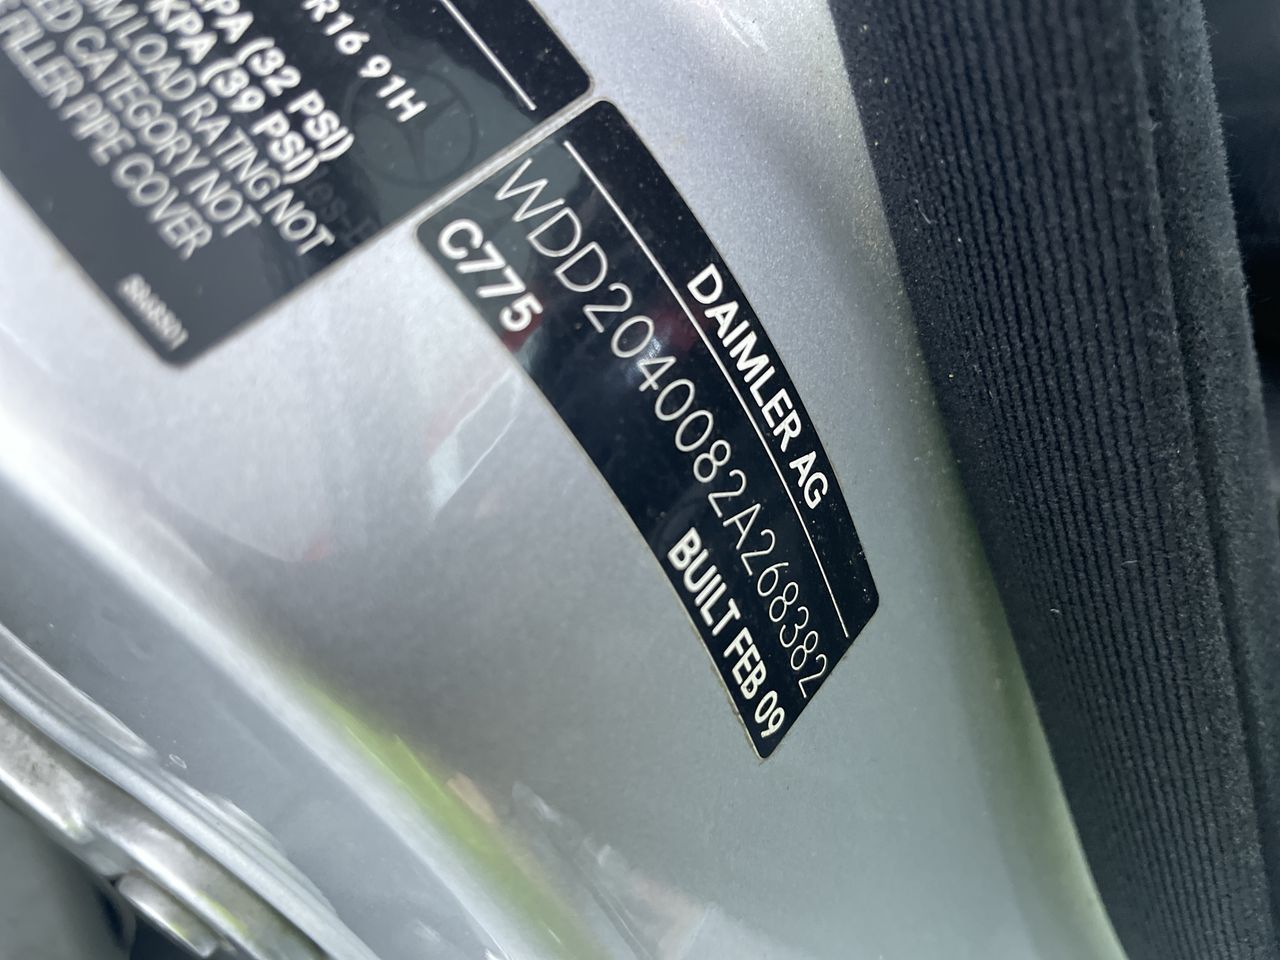 R16 91H
KPA (32 PSI)
KPA (39 PSI)
LOAD RATING NOT
CATEGORY NOT
FILLER PIPE COVER
DAIMLER AG
WDD2040082A268382
C775 BUILT FEB 09